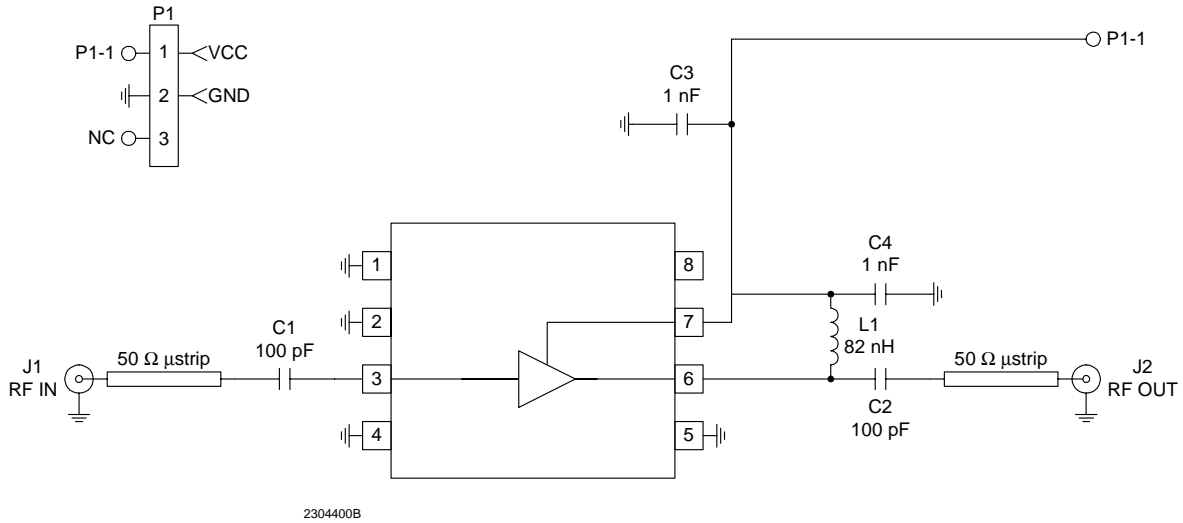 P1
P1-1 1 VCC
2 GND
NC 3
P1-1
C3
1 nF
C4
1 nF
1
8
2
7
L1
82 nH
C1
100 pF
J1
RF IN
50 Ω µstrip
3
6
C2
100 pF
50 Ω µstrip
J2
RF OUT
4
5
2304400B